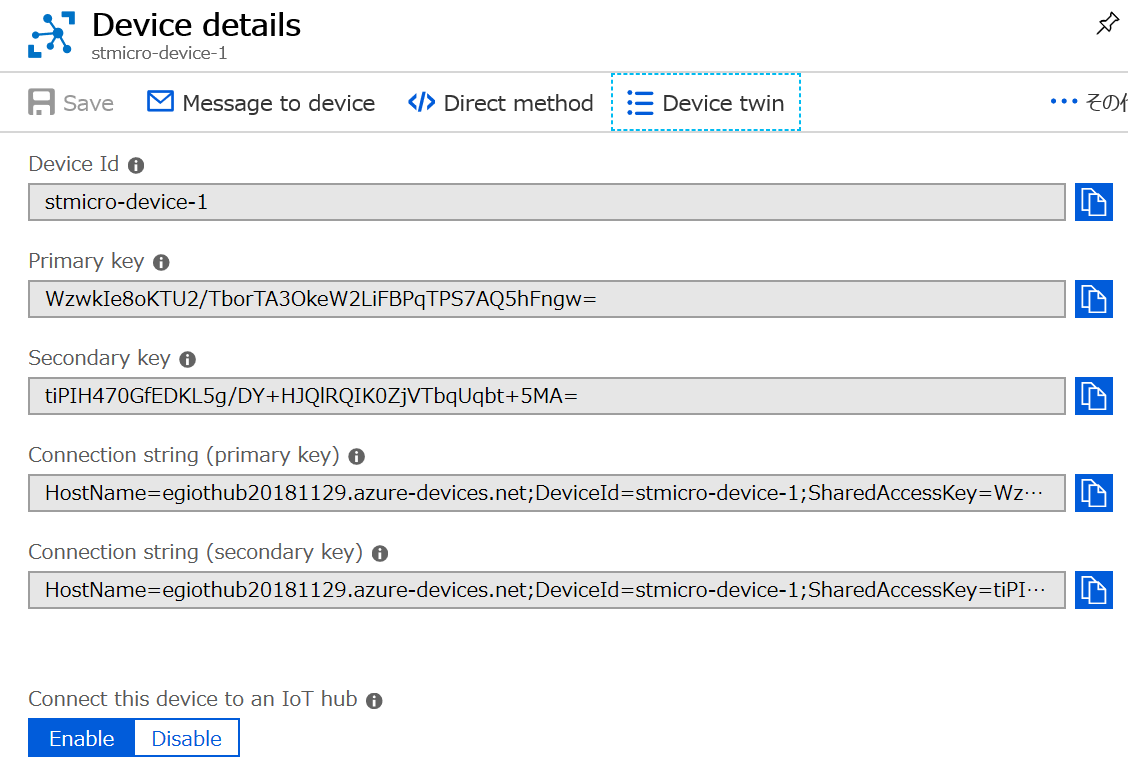 Device details
stmicro-device-1
Save Message to device Direct method Device twin その
Device Id
stmicro-device-1
Primary key
WzwkIe8oKTU2/TborTA3OkeW2LiFBPqTPS7AQ5hFngw=
Secondary key
tiPIH470GfEDKL5g/DY+HJQlRQIK0ZjVTbqUqbt+5MA=
Connection string (primary key)
HostName=egiothub20181129.azure-devices.net;DeviceId=stmicro-device-1;SharedAccessKey=Wz···
Connection string (secondary key)
HostName=egiothub20181129.azure-devices.net;DeviceId=stmicro-device-1;SharedAccessKey=tiPI···
Connect this device to an IoT hub
Enable Disable